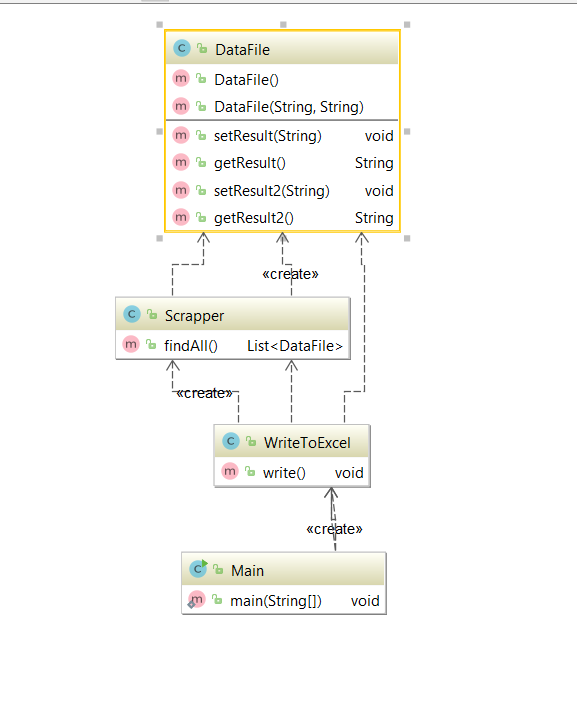 C DataFile
m DataFile()
m DataFile(String, String)
m setResult(String) void
m getResult() String
m setResult2(String) void
m getResult2() String
«create»
C Scrapper
m findAll() List<DataFile>
«create»
C WriteToExcel
m write() void
«create»
C Main
m main(String[]) void